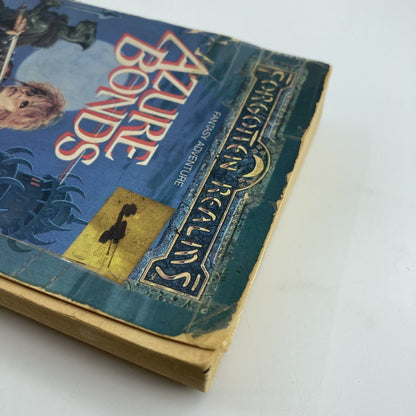 FORGOTTEN REALMS
FANTASY ADVENTURE
AZURE
BONDS